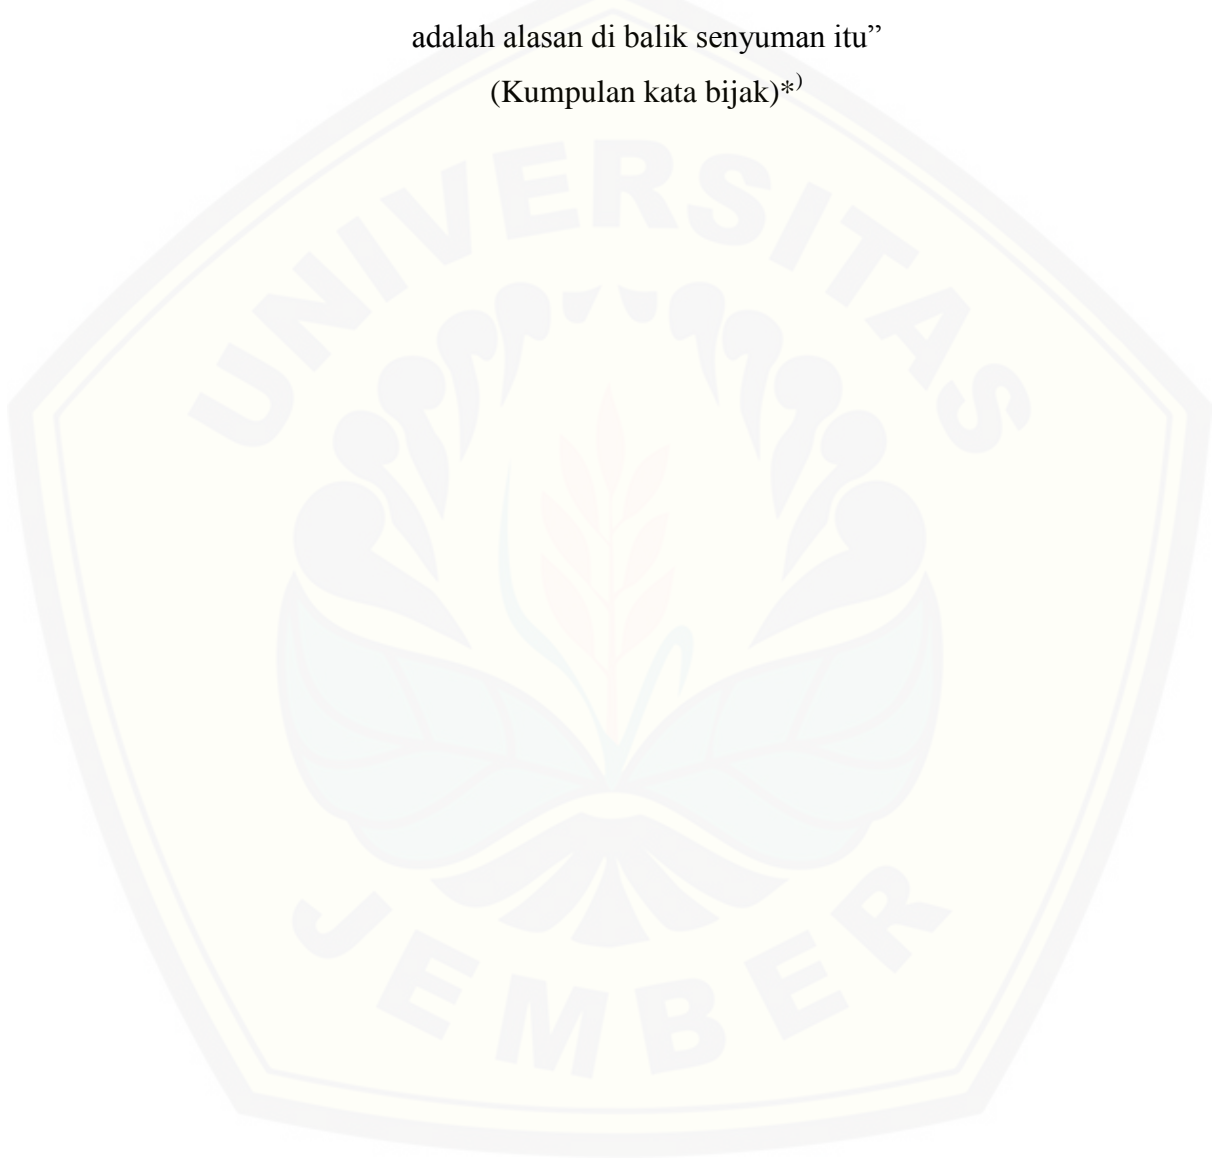 adalah alasan di balik senyuman itu”
(Kumpulan kata bijak)*)
UNIVERSITAS
JEMBER